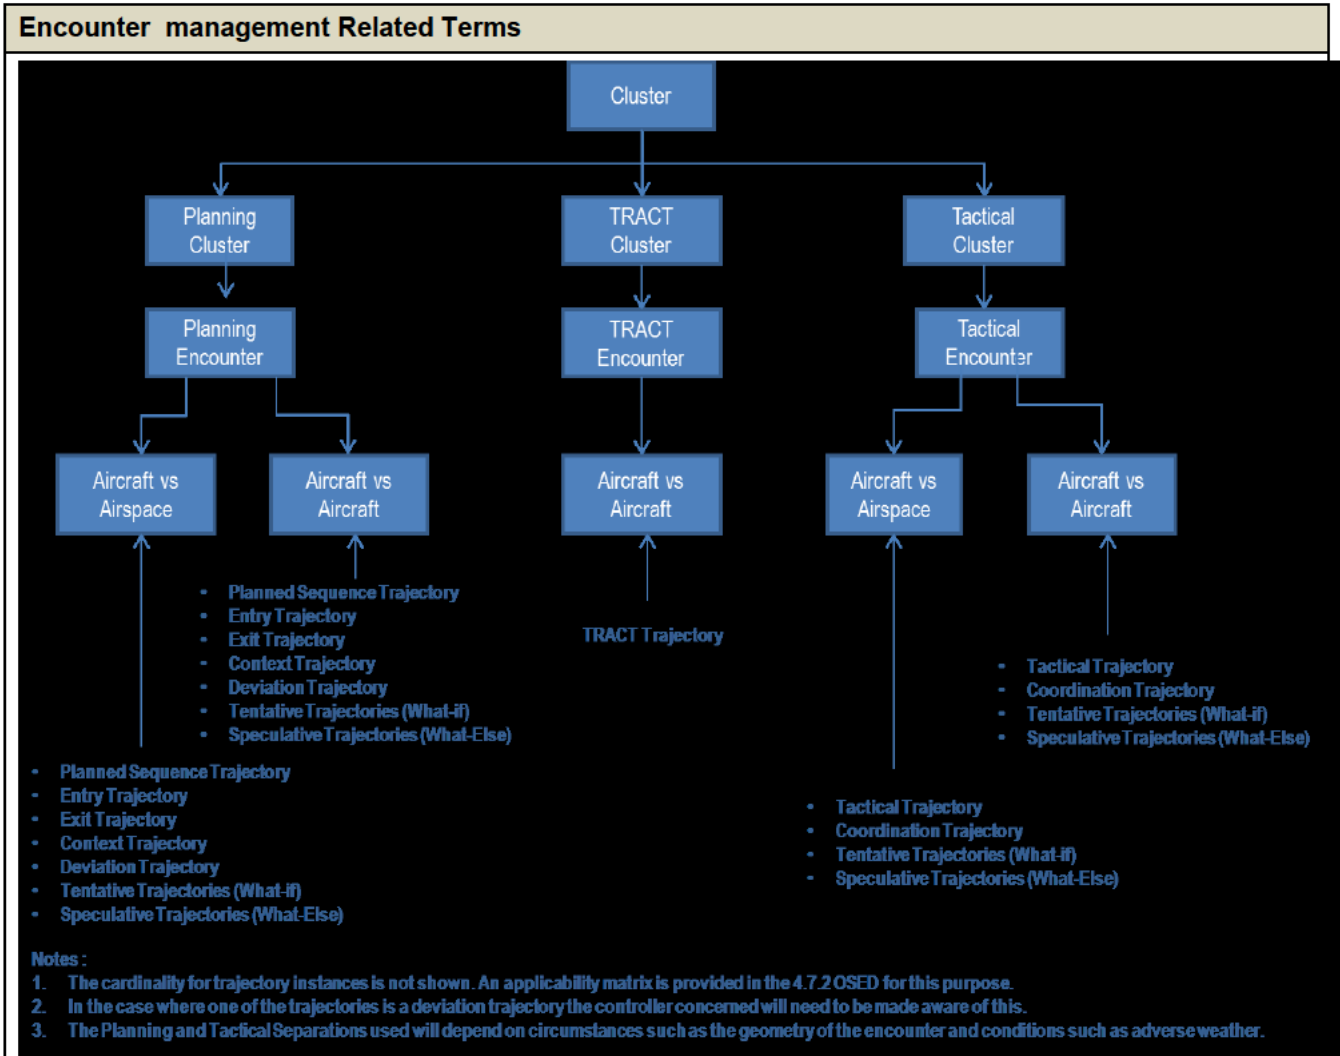 Encounter management Related Terms
Cluster
Planning
Cluster
TRACT
Cluster
Tactical
Cluster
Planning
Encounter
TRACT
Encounter
Tactical
Encounter
Aircraft vs
Airspace
Aircraft vs
Aircraft
Aircraft vs
Aircraft
Aircraft vs
Airspace
Aircraft vs
Aircraft
• Planned Sequence Trajectory
• Entry Trajectory
• Exit Trajectory
• Context Trajectory
• Deviation Trajectory
• Tentative Trajectories (What-if)
• Speculative Trajectories (What-Else)
TRACT Trajectory
• Tactical Trajectory
• Coordination Trajectory
• Tentative Trajectories (What-if)
• Speculative Trajectories (What-Else)
• Planned Sequence Trajectory
• Entry Trajectory
• Exit Trajectory
• Context Trajectory
• Deviation Trajectory
• Tentative Trajectories (What-if)
• Speculative Trajectories (What-Else)
• Tactical Trajectory
• Coordination Trajectory
• Tentative Trajectories (What-if)
• Speculative Trajectories (What-Else)
Notes :
1. The cardinality for trajectory instances is not shown. An applicability matrix is provided in the 4.7.2 OSED for this purpose.
2. In the case where one of the trajectories is a deviation trajectory the controller concerned will need to be made aware of this.
3. The Planning and Tactical Separations used will depend on circumstances such as the geometry of the encounter and conditions such as adverse weather.